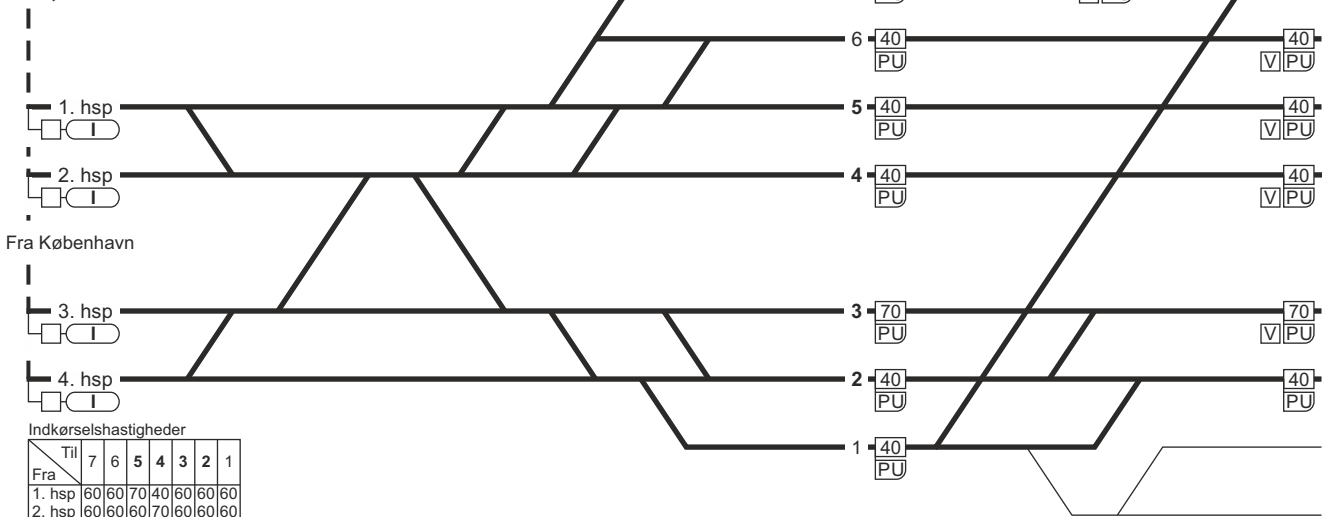 6 40 40
PU V PU
1. hsp 5 40 40
I PU V PU
2. hsp 4 40 40
I PU V PU
Fra København
3. hsp 3 70 70
I PU V PU
4. hsp 2 40 40
I PU PU
Indkørselshastigheder
1 40
PU
Til 7 6 5 4 3 2 1
Fra
1. hsp 60 60 70 40 60 60 60
2. hsp 60 60 60 70 60 60 60